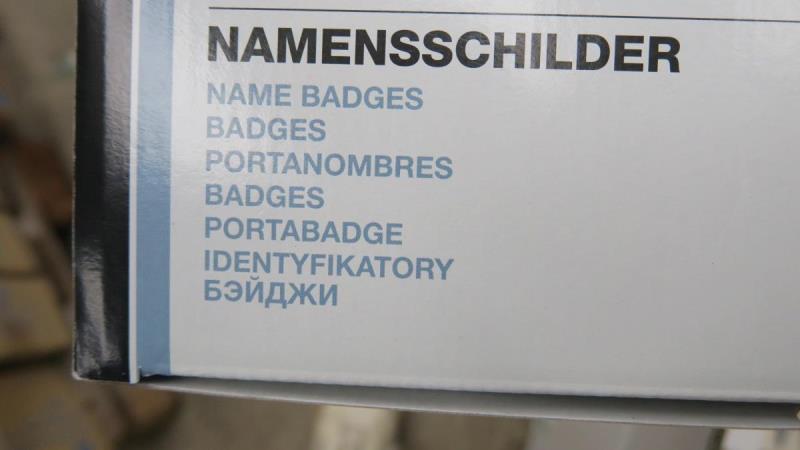 NAMENSSCHILDER
NAME BADGES
BADGES
PORTANOMBRES
BADGES
PORTABADGE
IDENTYFIKATORY
БЭЙДЖИ